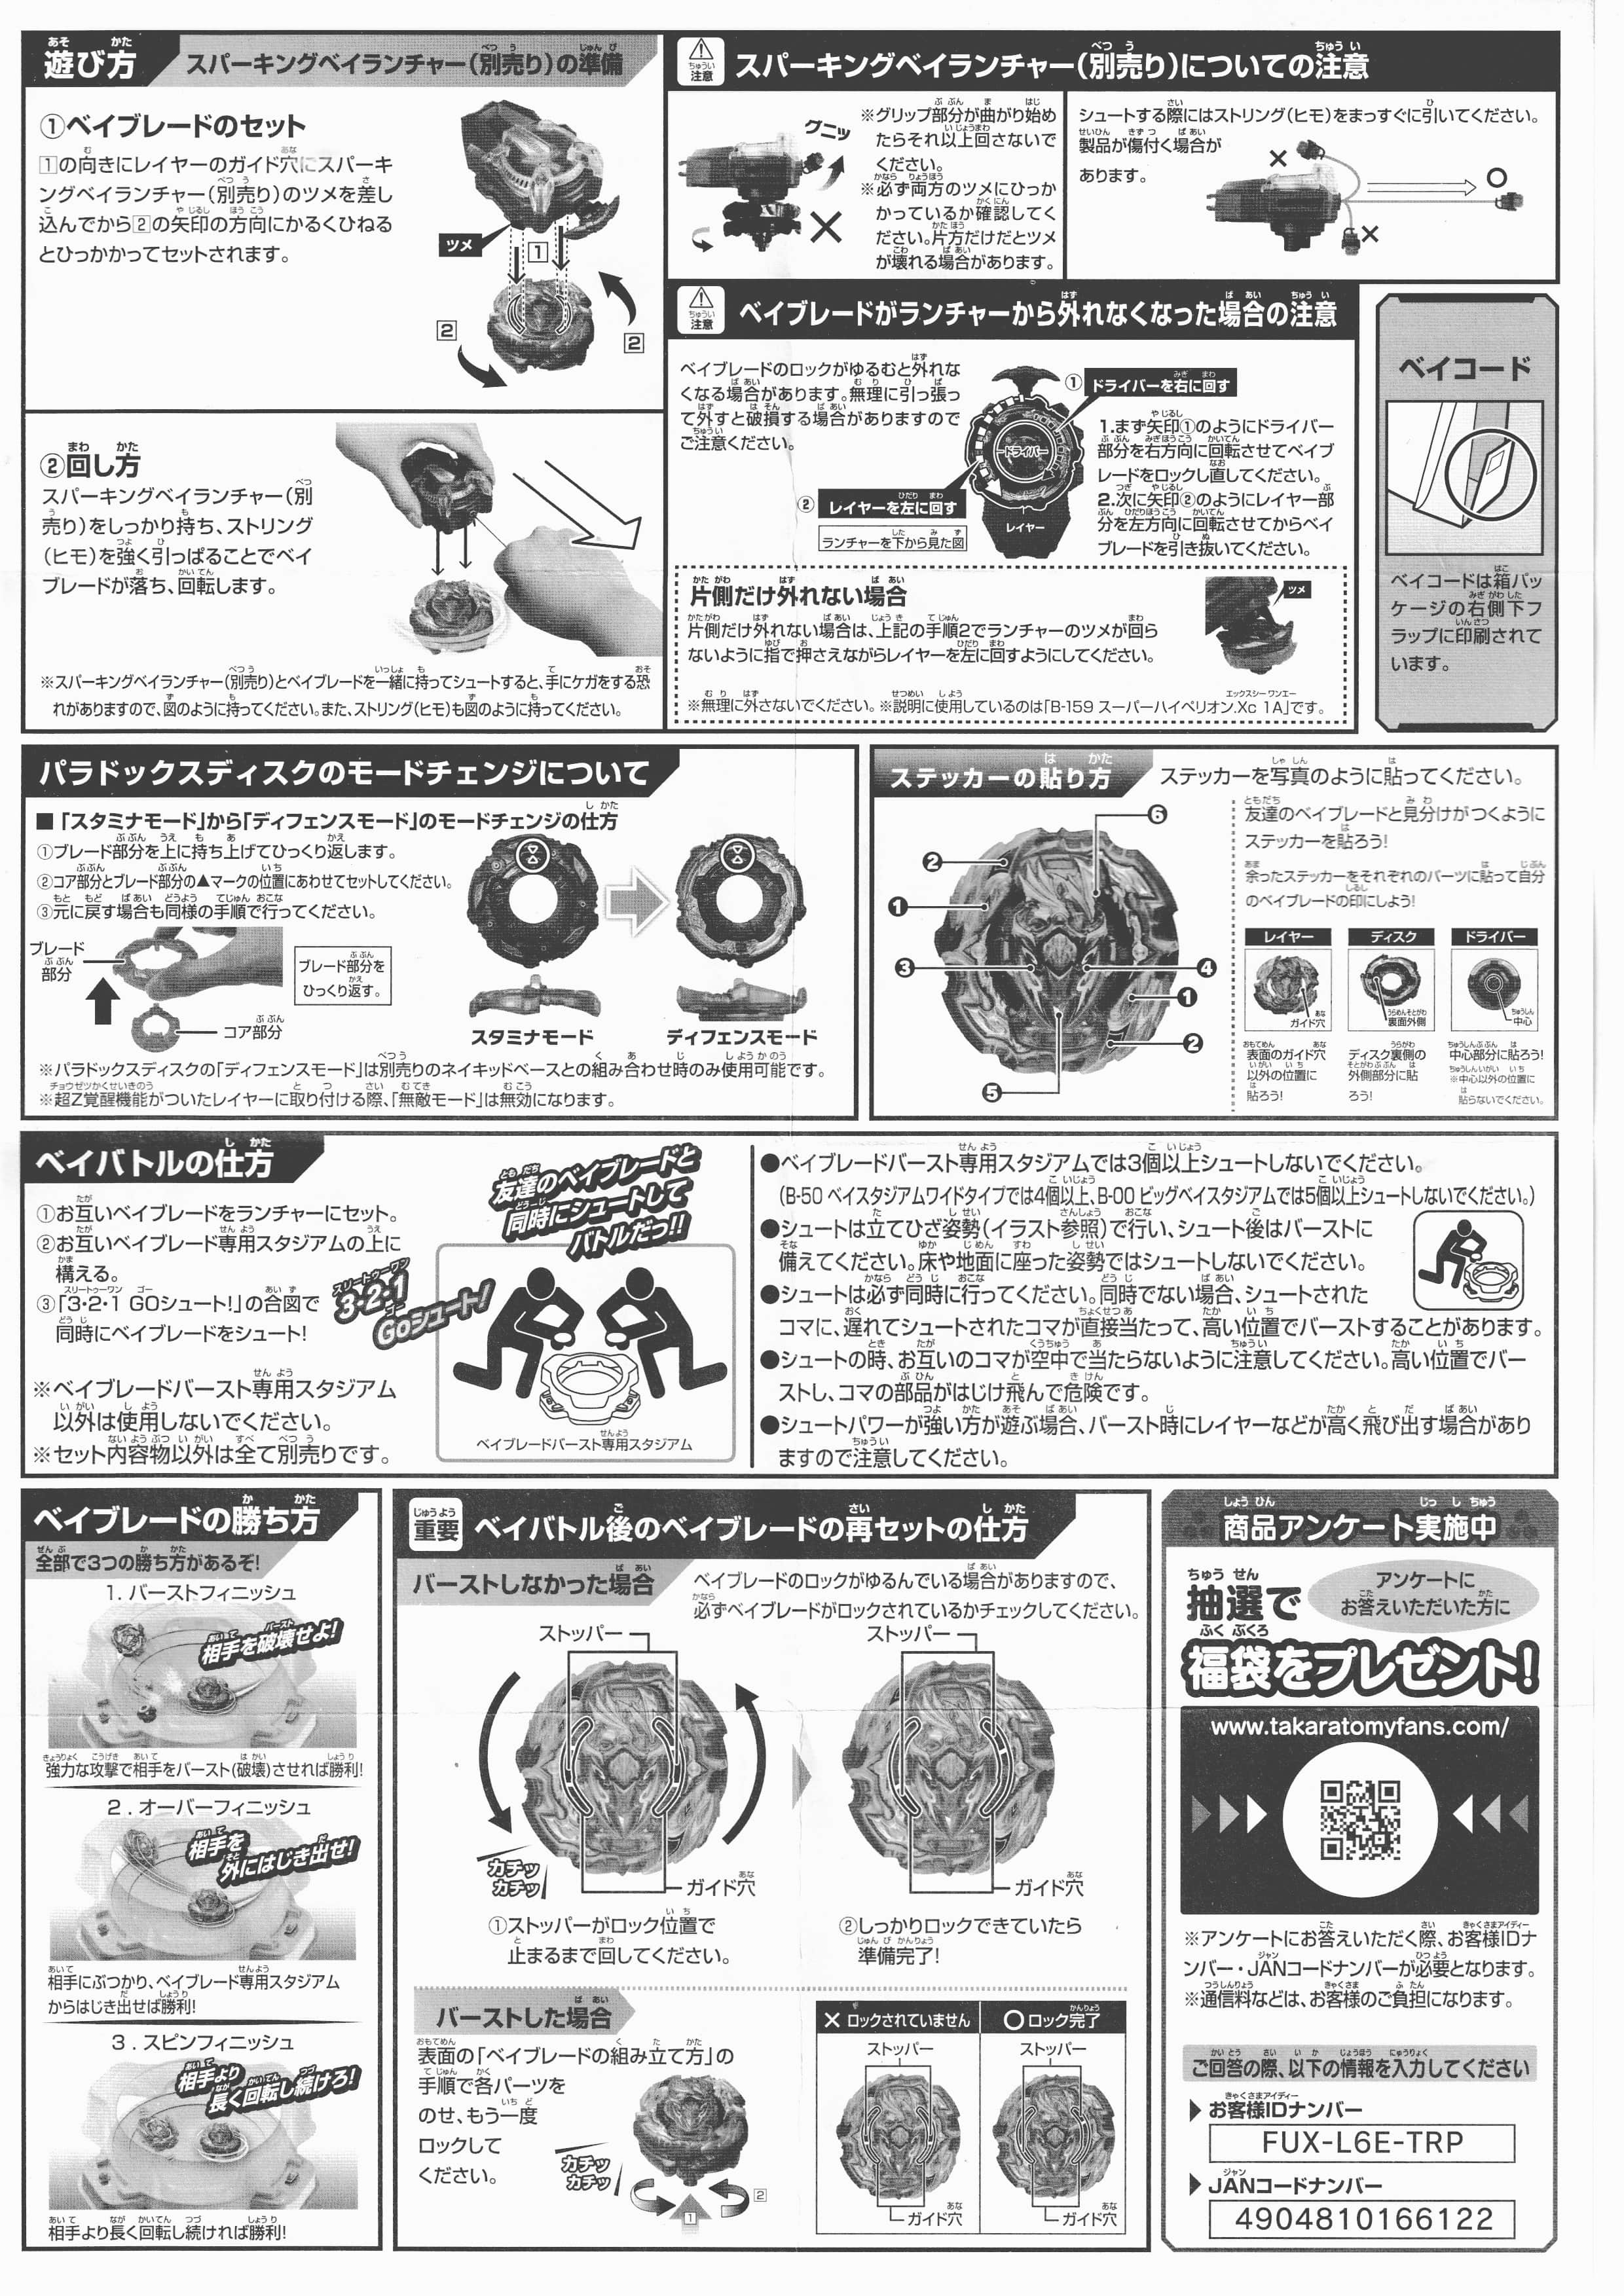 遊び方
スパーキングベイランチャー(別売り)の準備
①ベイブレードのセット
1の向きにレイヤーのガイド穴にスパーキ
ングベイランチャー(別売り)のツメを差し
込んでから2の矢印の方向にかるくひねる
とひっかかってセットされます。
ツメ
1
2
2
②回し方
スパーキングベイランチャー(別
売り)をしっかり持ち、ストリング
(ヒモ)を強く引っぱることでベイ
ブレードが落ち、回転します。
※スパーキングベイランチャー(別売り)とベイブレードを一緒に持ってシュートすると、手にケガをする恐
れがありますので、図のように持ってください。また、ストリング(ヒモ)も図のように持ってください。
注意
スパーキングベイランチャー(別売り)についての注意
グニッ
※グリップ部分が曲がり始め
たらそれ以上回さないで
ください。
※必ず両方のツメにひっか
かっているか確認してく
ださい。片方だけだとツメ
が壊れる場合があります。
シュートする際にはストリング(ヒモ)をまっすぐに引いてください。
製品が傷付く場合が
あります。
注意
ベイブレードがランチャーから外れなくなった場合の注意
ベイブレードのロックがゆるむと外れな
くなる場合があります。無理に引っ張っ
て外すと破損する場合がありますので
ご注意ください。
① ドライバーを右に回す
ドライバー
② レイヤーを左に回す
レイヤー
ランチャーを下から見た図
1.まず矢印①のようにドライバー
部分を右方向に回転させてベイブ
レードをロックし直してください。
2.次に矢印②のようにレイヤー部
分を左方向に回転させてからベイ
ブレードを引き抜いてください。
片側だけ外れない場合
片側だけ外れない場合は、上記の手順2でランチャーのツメが回ら
ないように指で押さえながらレイヤーを左に回すようにしてください。
ツメ
※無理に外さないでください。※説明に使用しているのは「B-159 スーパーハイペリオン.Xc 1A」です。
ベイコード
ベイコードは箱パッ
ケージの右側下フ
ラップに印刷されて
います。
パラドックスディスクのモードチェンジについて
■「スタミナモード」から「ディフェンスモード」のモードチェンジの仕方
①ブレード部分を上に持ち上げてひっくり返します。
②コア部分とブレード部分の▲マークの位置にあわせてセットしてください。
③元に戻す場合も同様の手順で行ってください。
ブレード
部分
コア部分
ブレード部分を
ひっくり返す。
スタミナモード
ディフェンスモード
※パラドックスディスクの「ディフェンスモード」は別売りのネイキッドベースとの組み合わせ時のみ使用可能です。
※超Z覚醒機能がついたレイヤーに取り付ける際、「無敵モード」は無効になります。
ステッカーの貼り方
ステッカーを写真のように貼ってください。
❻
❷
❶
❸
❹
❶
❷
❺
友達のベイブレードと見分けがつくように
ステッカーを貼ろう!
余ったステッカーをそれぞれのパーツに貼って自分
のベイブレードの印にしよう!
レイヤー
ガイド穴
表面のガイド穴
以外の位置に
貼ろう!
ディスク
裏面外側
ディスク裏側の
外側部分に貼
ろう!
ドライバー
中心
中心部分に貼ろう!
※中心以外の位置に
貼らないでください。
ベイバトルの仕方
①お互いベイブレードをランチャーにセット。
②お互いベイブレード専用スタジアムの上に
構える。
③「3・2・1 GOシュート!」の合図で
同時にベイブレードをシュート!
※ベイブレードバースト専用スタジアム
以外は使用しないでください。
※セット内容物以外は全て別売りです。
友達のベイブレードと
同時にシュートして
バトルだっ!!
3・2・1
GOシュート!
ベイブレードバースト専用スタジアム
●ベイブレードバースト専用スタジアムでは3個以上シュートしないでください。
(B-50 ベイスタジアムワイドタイプでは4個以上、B-00 ビッグベイスタジアムでは5個以上シュートしないでください。)
●シュートは立てひざ姿勢(イラスト参照)で行い、シュート後はバーストに
備えてください。床や地面に座った姿勢ではシュートしないでください。
●シュートは必ず同時に行ってください。同時でない場合、シュートされた
コマに、遅れてシュートされたコマが直接当たって、高い位置でバーストすることがあります。
●シュートの時、お互いのコマが空中で当たらないように注意してください。高い位置でバー
ストし、コマの部品がはじけ飛んで危険です。
●シュートパワーが強い方が遊ぶ場合、バースト時にレイヤーなどが高く飛び出す場合があり
ますので注意してください。
ベイブレードの勝ち方
全部で3つの勝ち方があるぞ!
1. バーストフィニッシュ
相手を破壊せよ!
強力な攻撃で相手をバースト(破壊)させれば勝利!
2. オーバーフィニッシュ
相手を
外にはじき出せ!
相手にぶつかり、ベイブレード専用スタジアム
からはじき出せば勝利!
3. スピンフィニッシュ
相手より
長く回転し続けろ!
相手より長く回転し続ければ勝利!
重要
ベイバトル後のベイブレードの再セットの仕方
バーストしなかった場合
ベイブレードのロックがゆるんでいる場合がありますので、
必ずベイブレードがロックされているかチェックしてください。
ストッパー
カチッ
カチッ
ガイド穴
①ストッパーがロック位置で
止まるまで回してください。
ストッパー
ガイド穴
②しっかりロックできていたら
準備完了!
バーストした場合
表面の「ベイブレードの組み立て方」の
手順で各パーツを
のせ、もう一度
ロックして
ください。
カチッ
カチッ
1
2
× ロックされていません
ストッパー
ガイド穴
○ ロック完了
ストッパー
ガイド穴
商品アンケート実施中
アンケートに
お答えいただいた方に
抽選で
福袋をプレゼント!
www.takaratomyfans.com/
※アンケートにお答えいただく際、お客様IDナ
ンバー・JANコードナンバーが必要となります。
※通信料などは、お客様のご負担になります。
ご回答の際、以下の情報を入力してください
▶ お客様IDナンバー
FUX-L6E-TRP
▶ JANコードナンバー
4904810166122